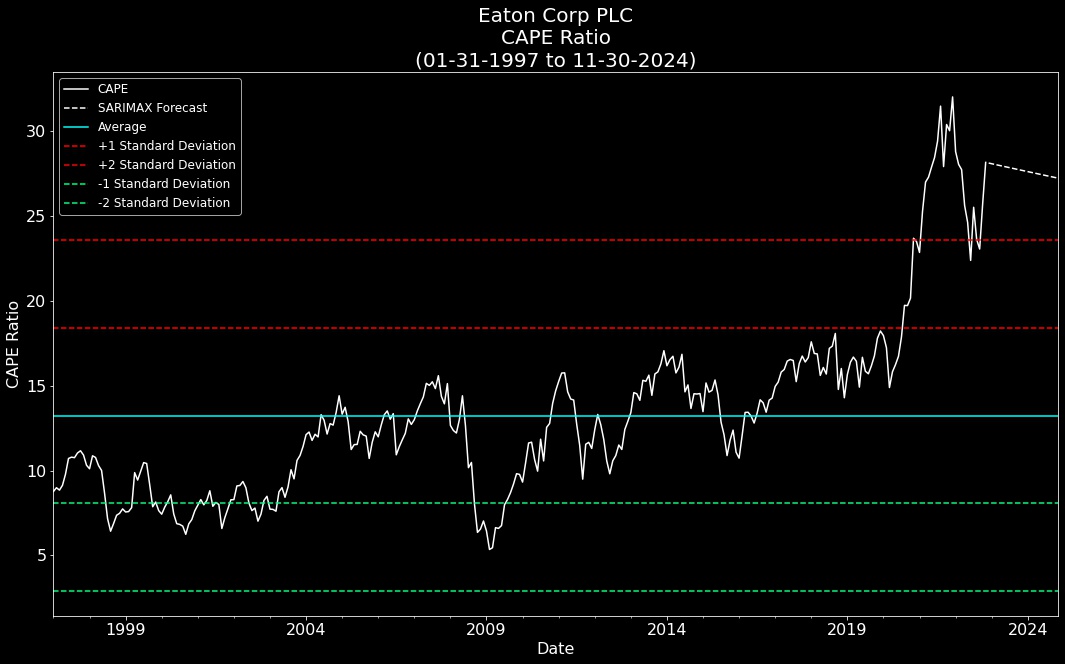 Eaton Corp PLC
CAPE Ratio
(01-31-1997 to 11-30-2024)
CAPE
SARIMAX Forecast
Average
+1 Standard Deviation
+2 Standard Deviation
-1 Standard Deviation
-2 Standard Deviation
30
25
20
15
10
5
CAPE Ratio
1999
2004
2009
2014
2019
2024
Date